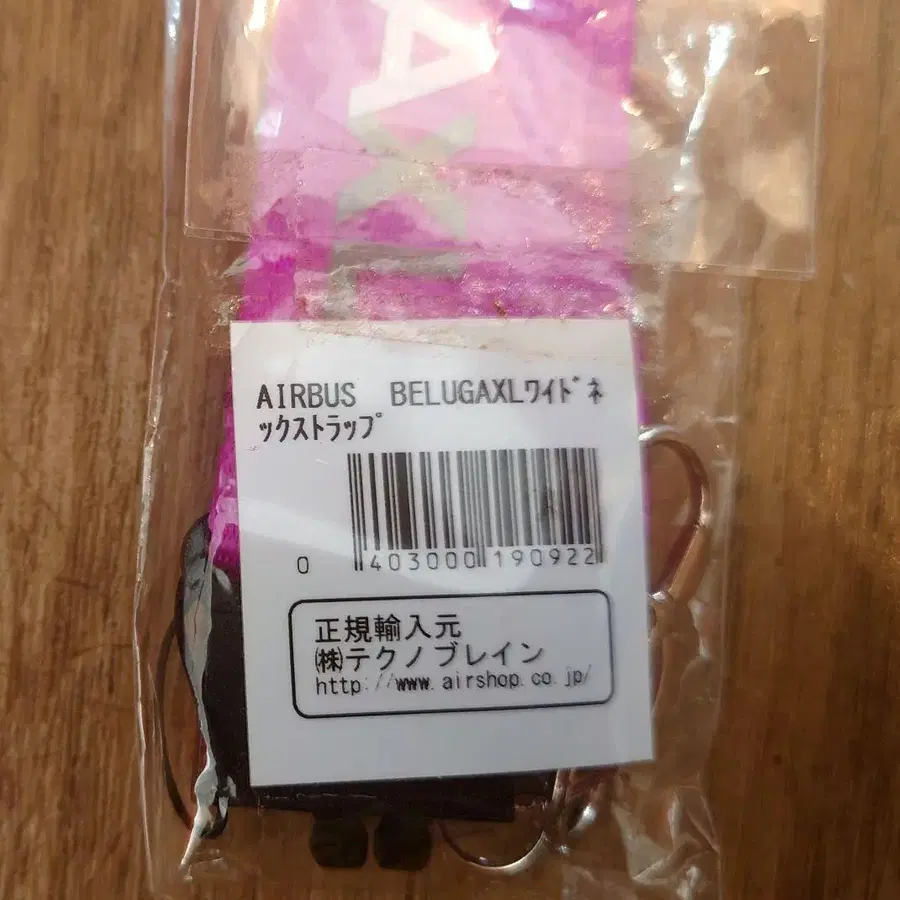 AX
AIRBUS　BELUGAXLﾜｲﾄﾞﾈ
ｯｸｽﾄﾗｯﾌﾟ
0 403000 190922
正規輸入元
㈱テクノブレイン
http://www.airshop.co.jp/